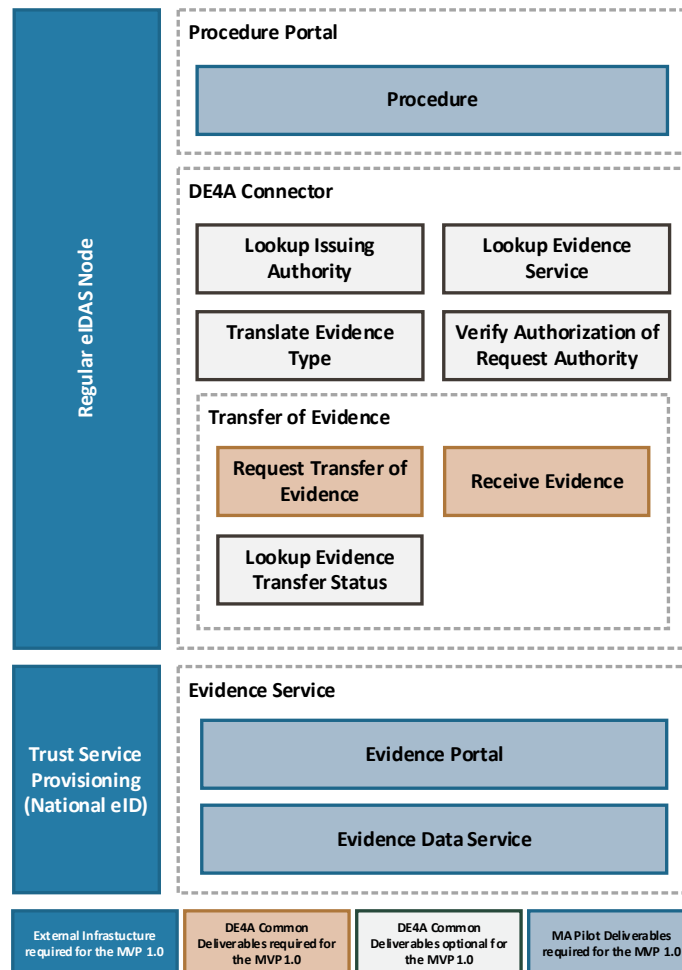 Procedure Portal
Procedure
Regular eIDAS Node
DE4A Connector
Lookup Issuing
Authority
Lookup Evidence
Service
Translate Evidence
Type
Verify Authorization of
Request Authority
Transfer of Evidence
Request Transfer of
Evidence
Receive Evidence
Lookup Evidence
Transfer Status
Trust Service
Provisioning
(National eID)
Evidence Service
Evidence Portal
Evidence Data Service
External Infrastucture
required for the MVP 1.0
DE4A Common
Deliverables required for
the MVP 1.0
DE4A Common
Deliverables optional for
the MVP 1.0
MA Pilot Deliverables
required for the MVP 1.0